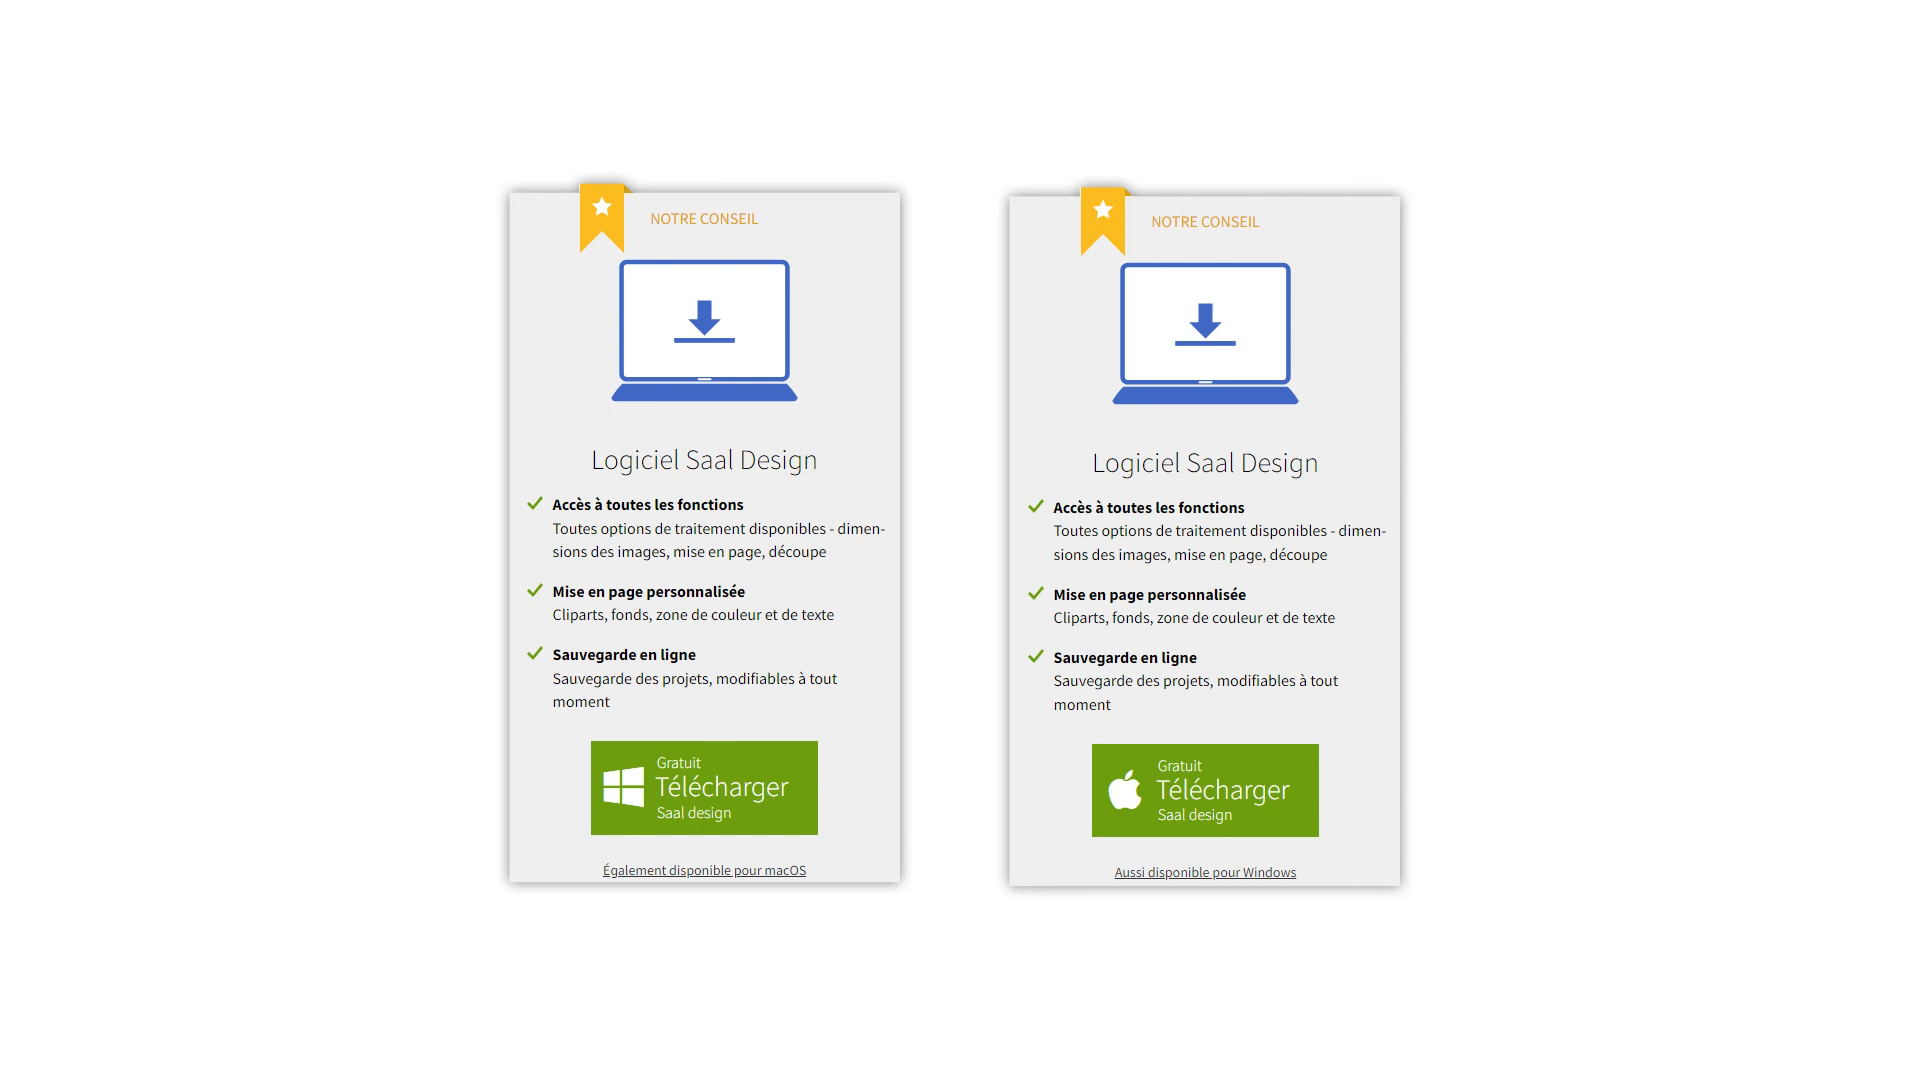 NOTRE CONSEIL
Logiciel Saal Design
Accès à toutes les fonctions
Toutes options de traitement disponibles - dimen-
sions des images, mise en page, découpe
Mise en page personnalisée
Cliparts, fonds, zone de couleur et de texte
Sauvegarde en ligne
Sauvegarde des projets, modifiables à tout
moment
Gratuit
Télécharger
Saal design
Également disponible pour macOS
NOTRE CONSEIL
Logiciel Saal Design
Accès à toutes les fonctions
Toutes options de traitement disponibles - dimen-
sions des images, mise en page, découpe
Mise en page personnalisée
Cliparts, fonds, zone de couleur et de texte
Sauvegarde en ligne
Sauvegarde des projets, modifiables à tout
moment
Gratuit
Télécharger
Saal design
Aussi disponible pour Windows